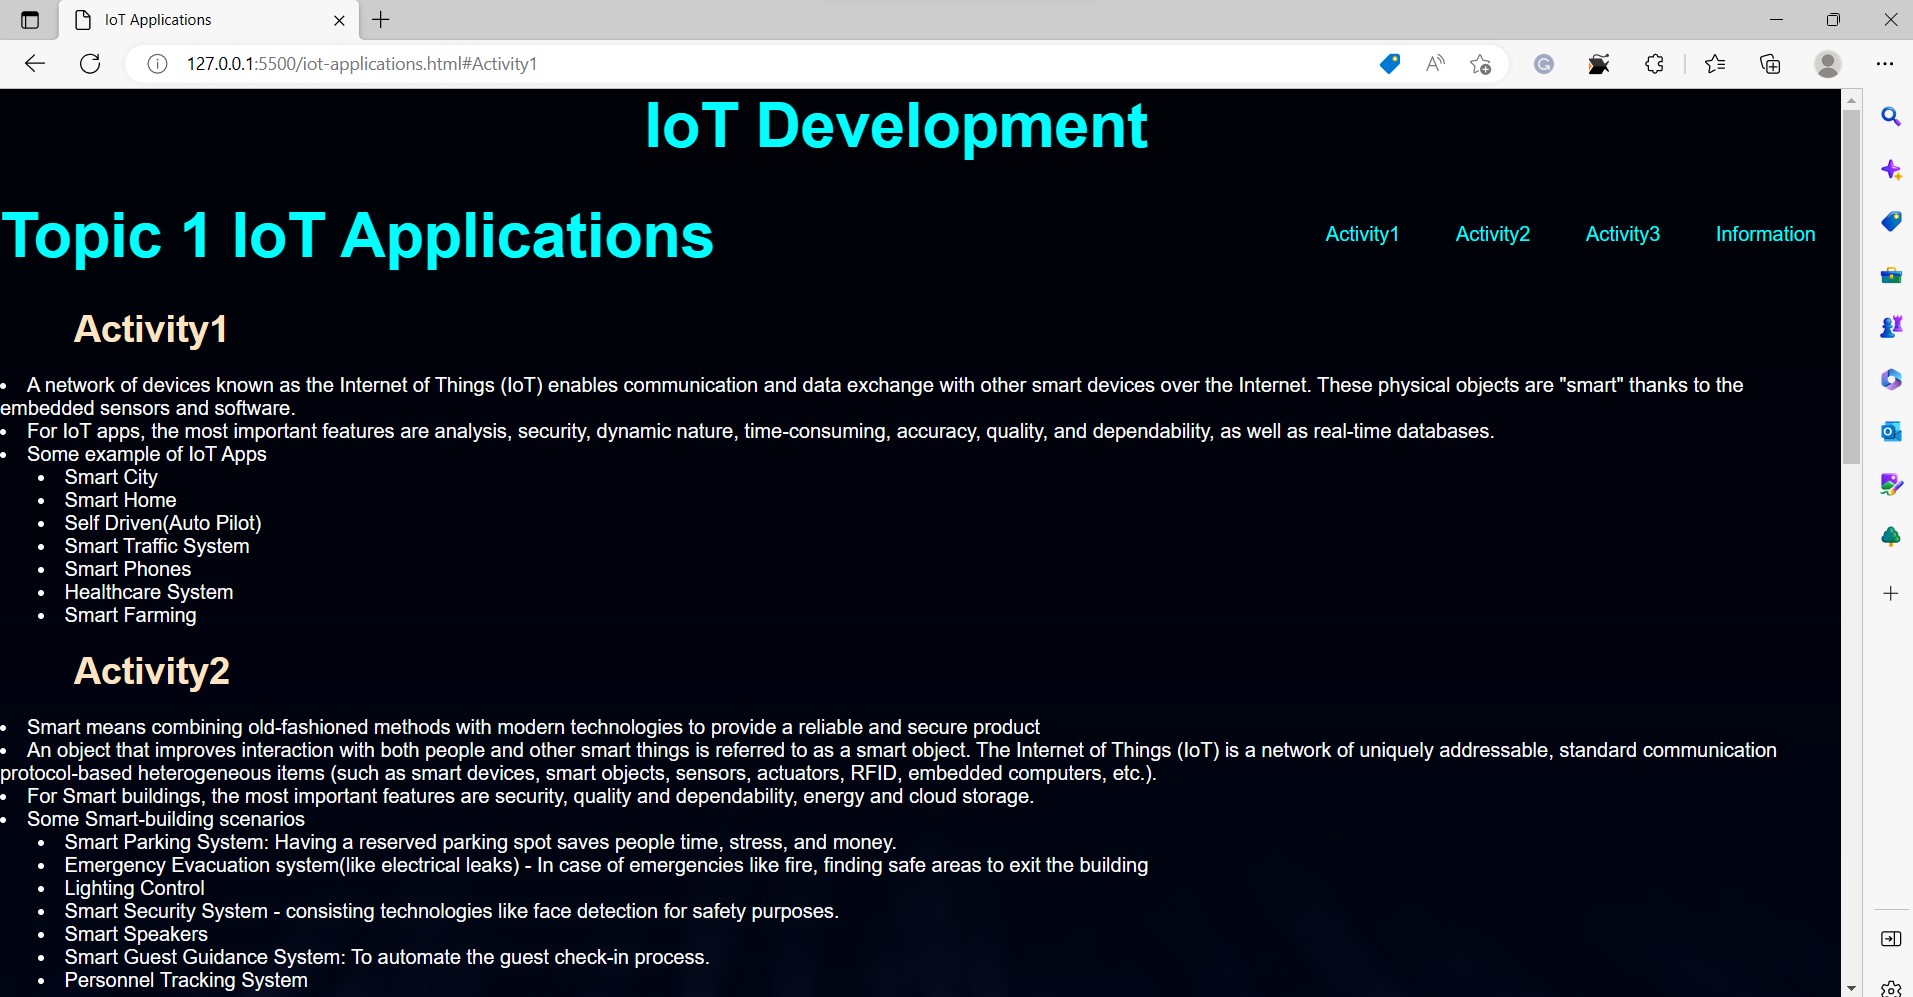 IoT Applications
127.0.0.1:5500/iot-applications.html#Activity1
IoT Development
Topic 1 IoT Applications
Activity1 Activity2 Activity3 Information
Activity1
• A network of devices known as the Internet of Things (IoT) enables communication and data exchange with other smart devices over the Internet. These physical objects are "smart" thanks to the
embedded sensors and software.
• For IoT apps, the most important features are analysis, security, dynamic nature, time-consuming, accuracy, quality, and dependability, as well as real-time databases.
• Some example of IoT Apps
• Smart City
• Smart Home
• Self Driven(Auto Pilot)
• Smart Traffic System
• Smart Phones
• Healthcare System
• Smart Farming
Activity2
• Smart means combining old-fashioned methods with modern technologies to provide a reliable and secure product
• An object that improves interaction with both people and other smart things is referred to as a smart object. The Internet of Things (IoT) is a network of uniquely addressable, standard communication
protocol-based heterogeneous items (such as smart devices, smart objects, sensors, actuators, RFID, embedded computers, etc.).
• For Smart buildings, the most important features are security, quality and dependability, energy and cloud storage.
• Some Smart-building scenarios
• Smart Parking System: Having a reserved parking spot saves people time, stress, and money.
• Emergency Evacuation system(like electrical leaks) - In case of emergencies like fire, finding safe areas to exit the building
• Lighting Control
• Smart Security System - consisting technologies like face detection for safety purposes.
• Smart Speakers
• Smart Guest Guidance System: To automate the guest check-in process.
• Personnel Tracking System